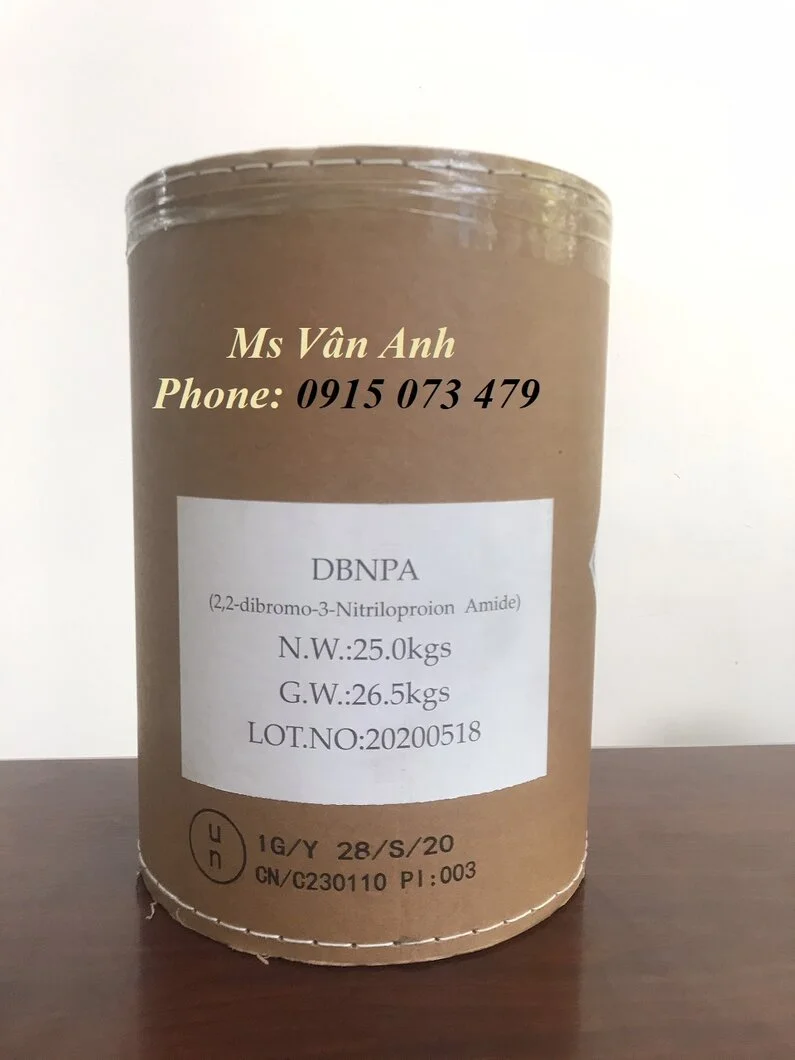 Ms Vân Anh
Phone: 0915 073 479
DBNPA
(2,2-dibromo-3-Nitriloproion Amide)
N.W.:25.0kgs
G.W.:26.5kgs
LOT.NO:20200518
un
1G/Y 28/S/20
CN/C230110 PI:003